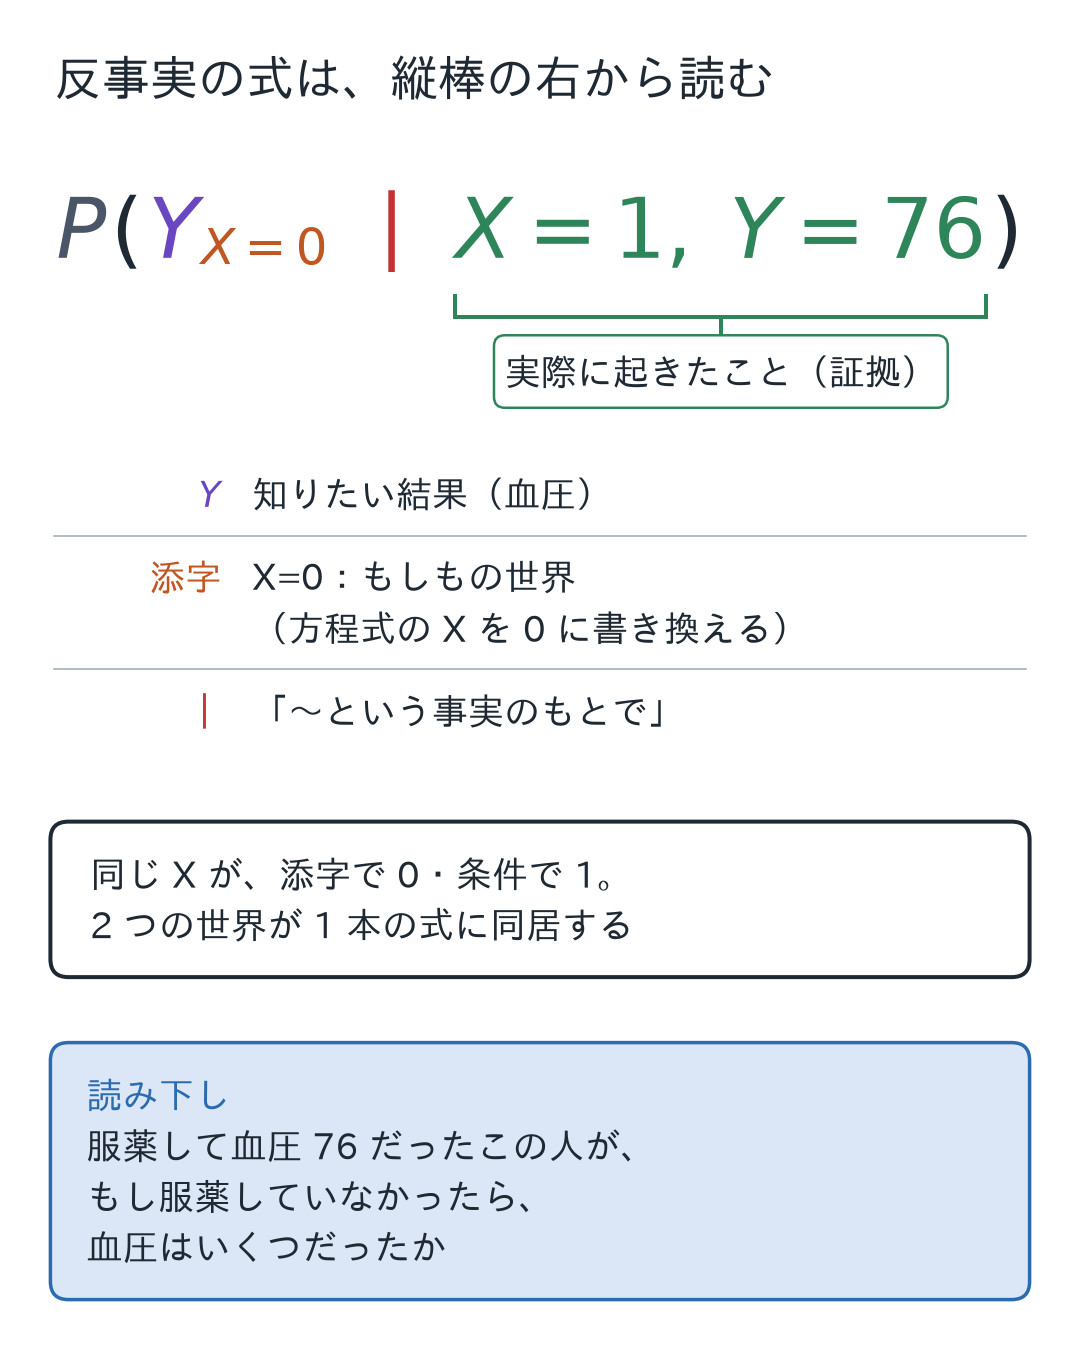 反事実の式は、縦棒の右から読む
P(Y_{X=0} | X = 1, Y = 76)
実際に起きたこと（証拠）
Y 知りたい結果（血圧）
添字 X=0：もしもの世界
（方程式の X を 0 に書き換える）
| 「〜という事実のもとで」
同じ X が、添字で 0・条件で 1。
2 つの世界が 1 本の式に同居する
読み下し
服薬して血圧 76 だったこの人が、
もし服薬していなかったら、
血圧はいくつだったか